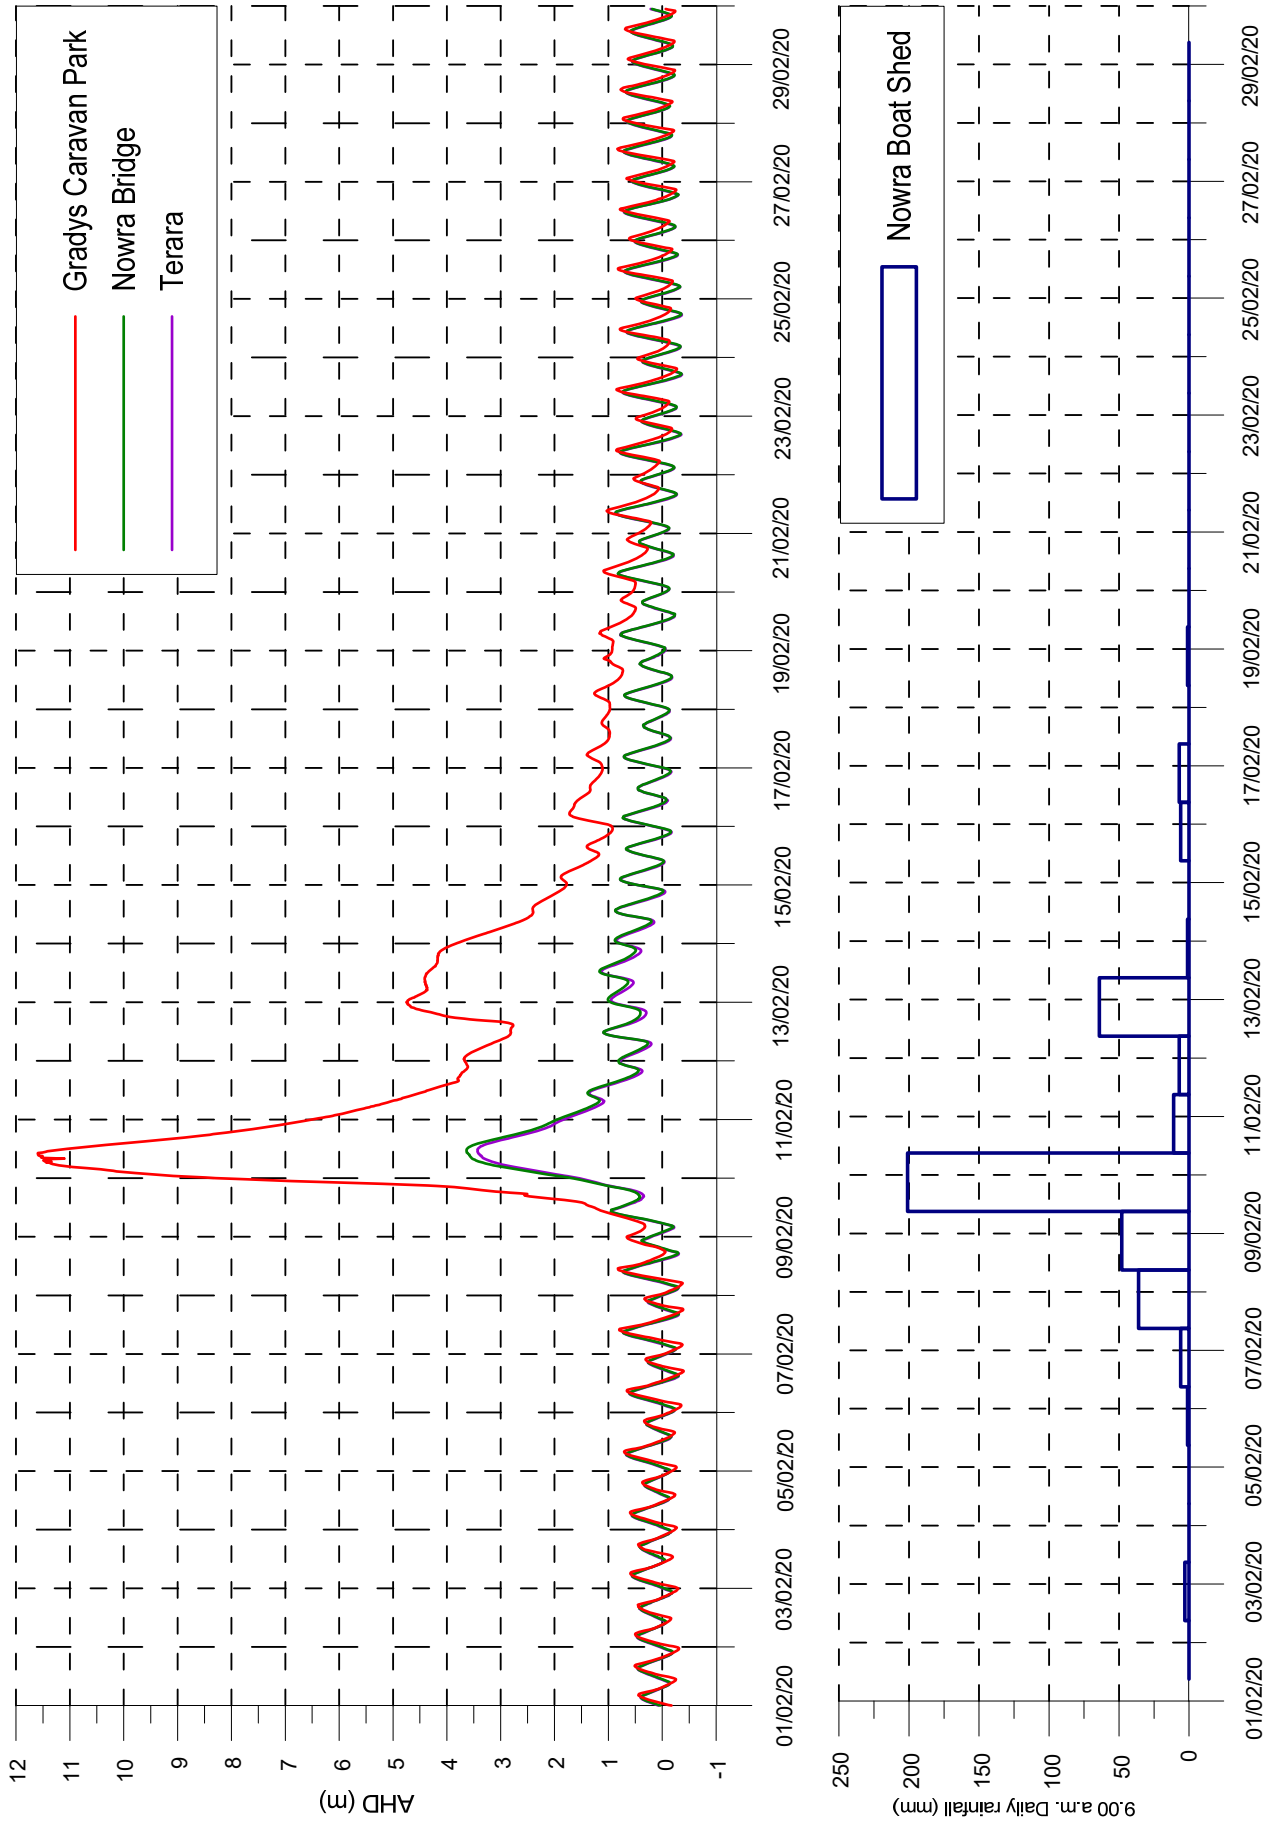 Gradys Caravan Park
Nowra Bridge
Terara
12
11
10
9
8
7
6
5
4
3
2
1
0
-1
AHD (m)
01/02/20 03/02/20 05/02/20 07/02/20 09/02/20 11/02/20 13/02/20 15/02/20 17/02/20 19/02/20 21/02/20 23/02/20 25/02/20 27/02/20 29/02/20
Nowra Boat Shed
250
200
150
100
50
0
9.00 a.m. Daily rainfall (mm)
01/02/20 03/02/20 05/02/20 07/02/20 09/02/20 11/02/20 13/02/20 15/02/20 17/02/20 19/02/20 21/02/20 23/02/20 25/02/20 27/02/20 29/02/20